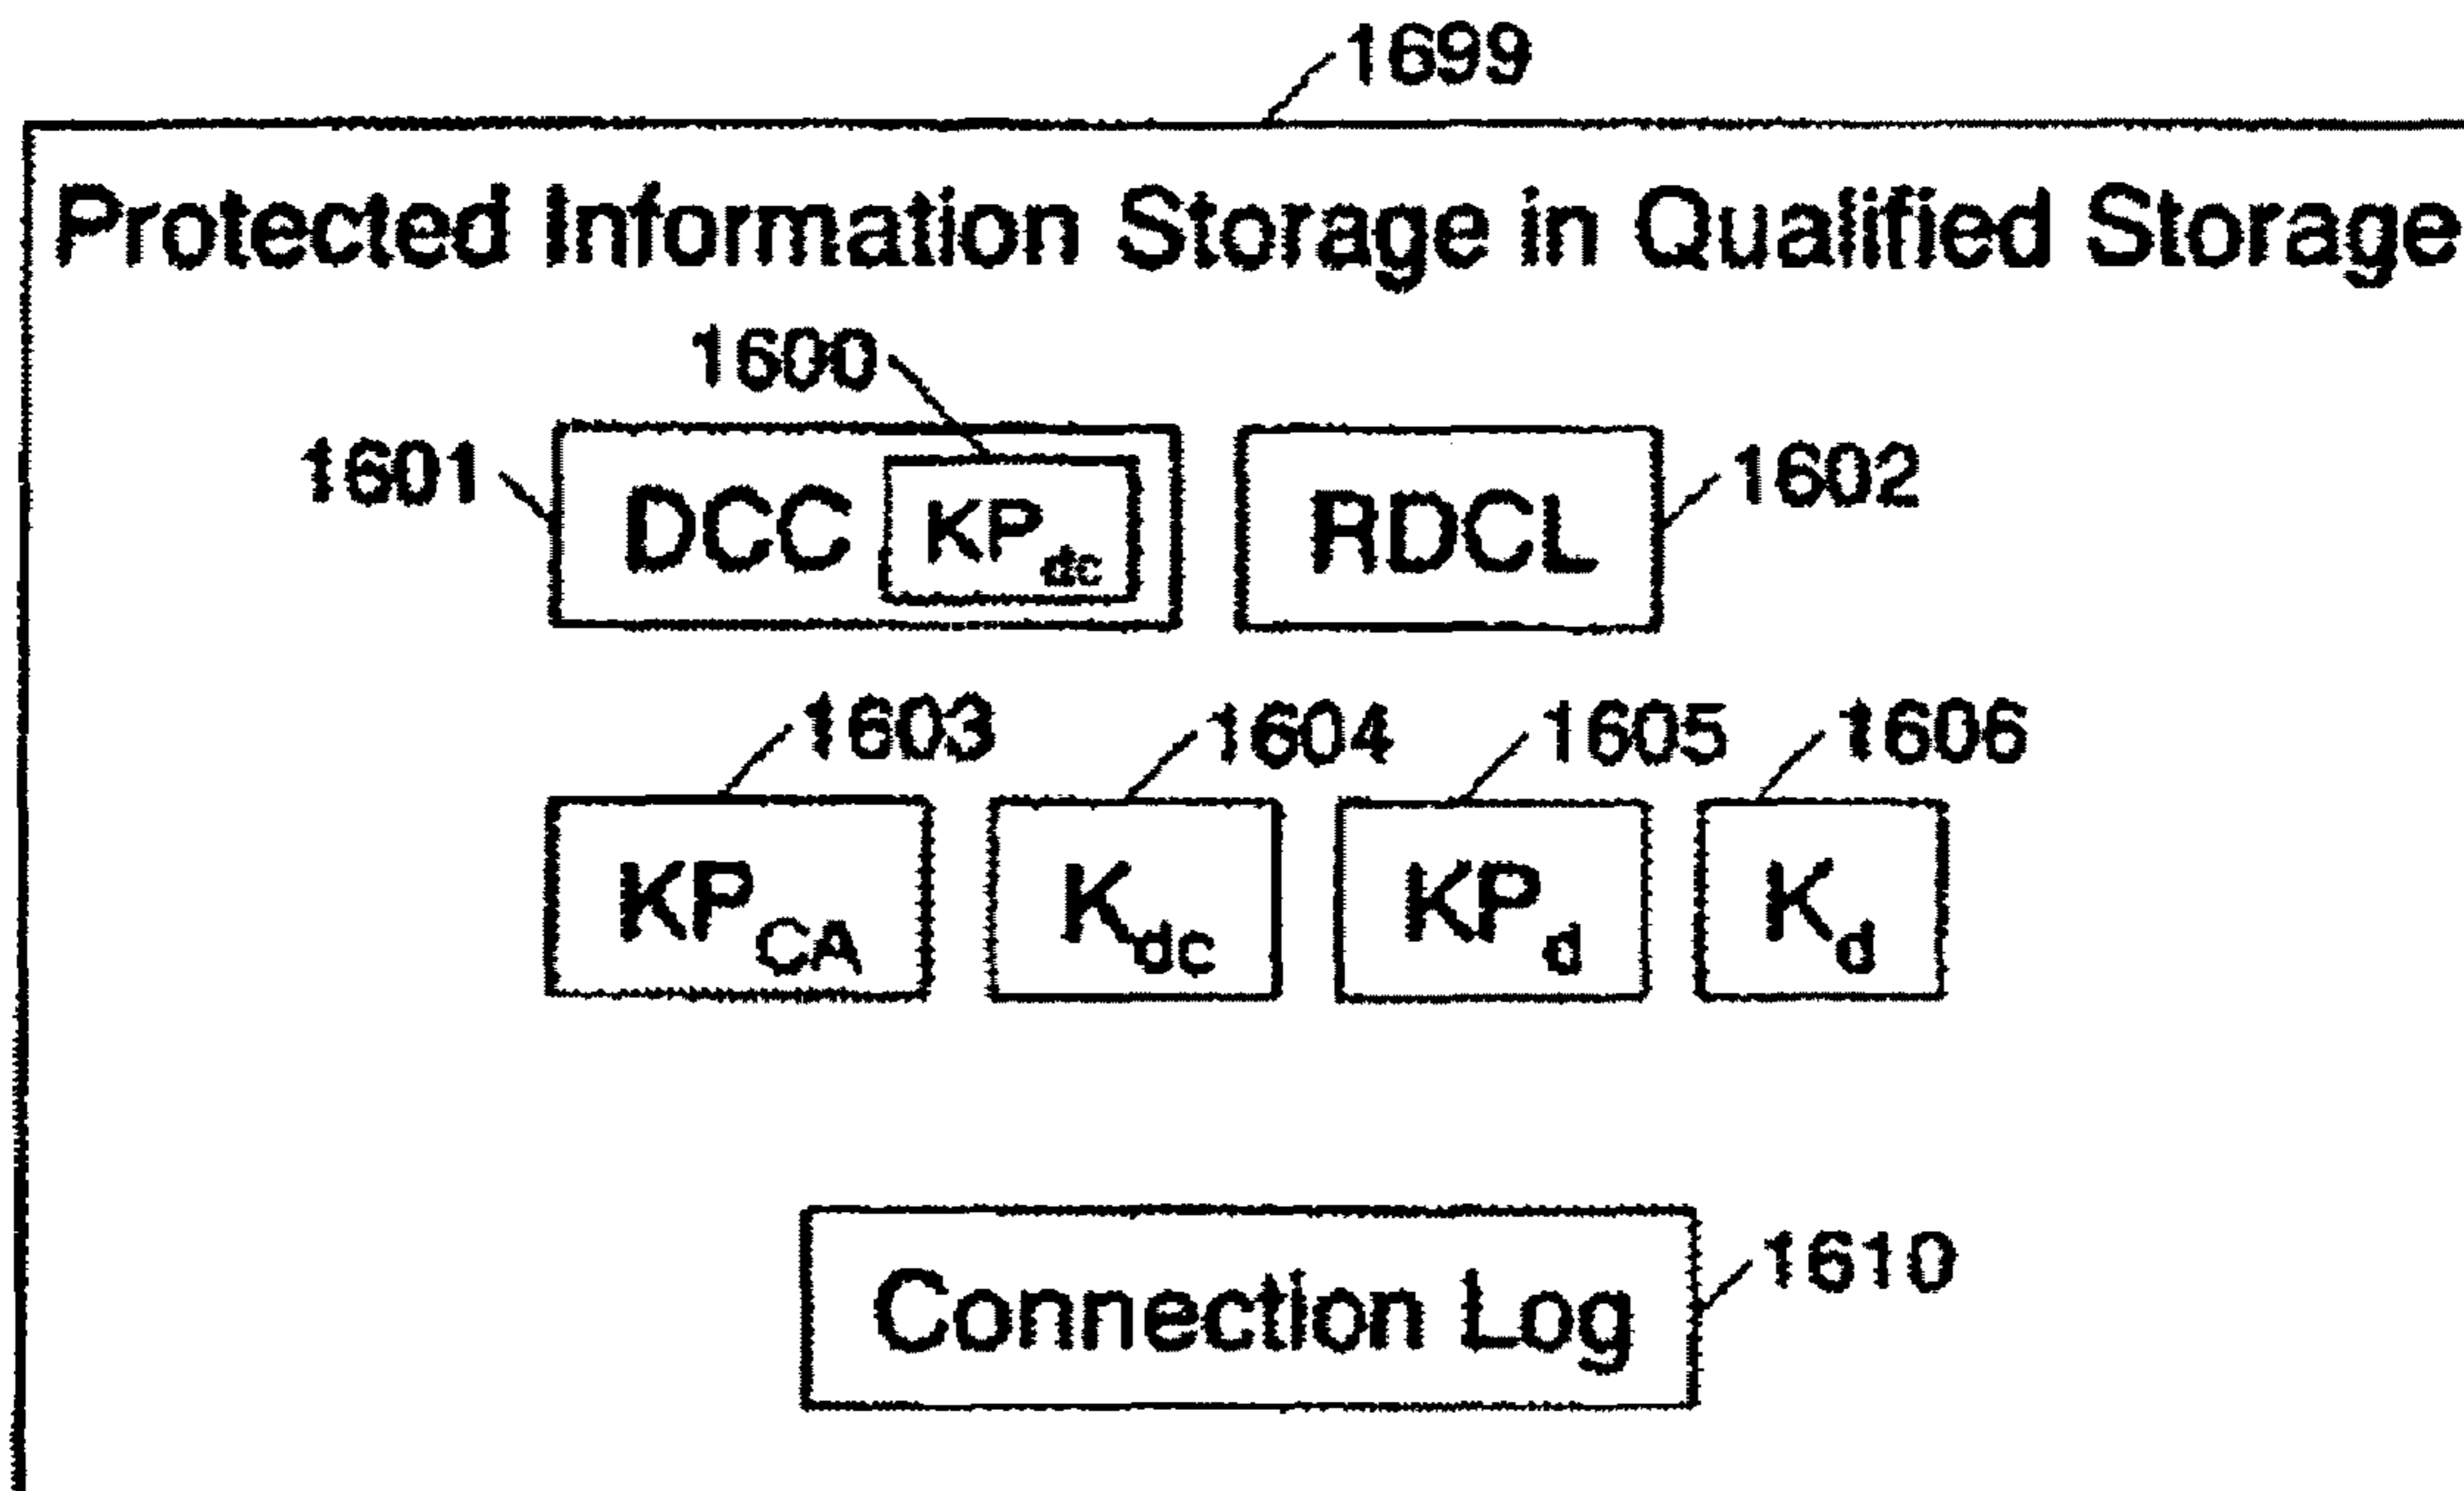 1699
Protected Information Storage in Qualified Storage
1600
1601 DCC KPdc RDCL 1602
1603 1604 1605 1606
KPCA Kdc KPd Kd
Connection Log 1610